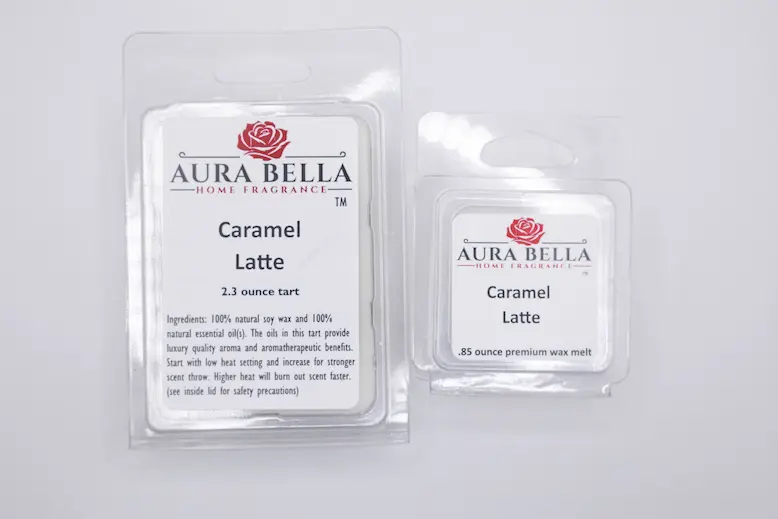 AURA BELLA
HOME FRAGRANCE
TM
Caramel
Latte
2.3 ounce tart
Ingredients: 100% natural soy wax and 100%
natural essential oil(s). The oils in this tart provide
luxury quality aroma and aromatherapeutic benefits.
Start with low heat setting and increase for stronger
scent throw. Higher heat will burn out scent faster.
(see inside lid for safety precautions)
AURA BELLA
HOME FRAGRANCE
TM
Caramel
Latte
.85 ounce premium wax melt